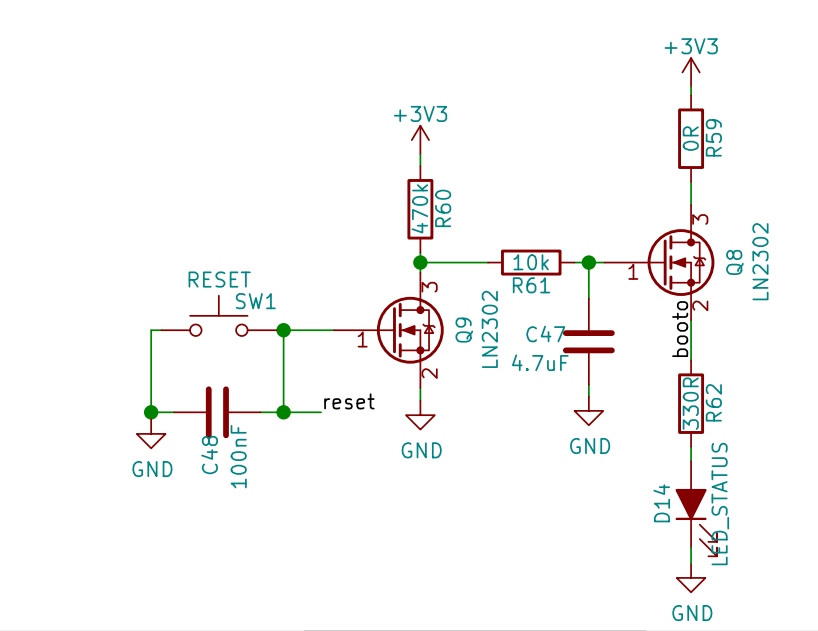 +3V3
0R
R59
3
Q8
LN2302
1
2
booto
330R
R62
D14
LED_STATUS
GND
+3V3
470k
R60
10k
R61
3
Q9
LN2302
1
2
GND
C47
4.7uF
GND
RESET
SW1
reset
C48
100nF
GND